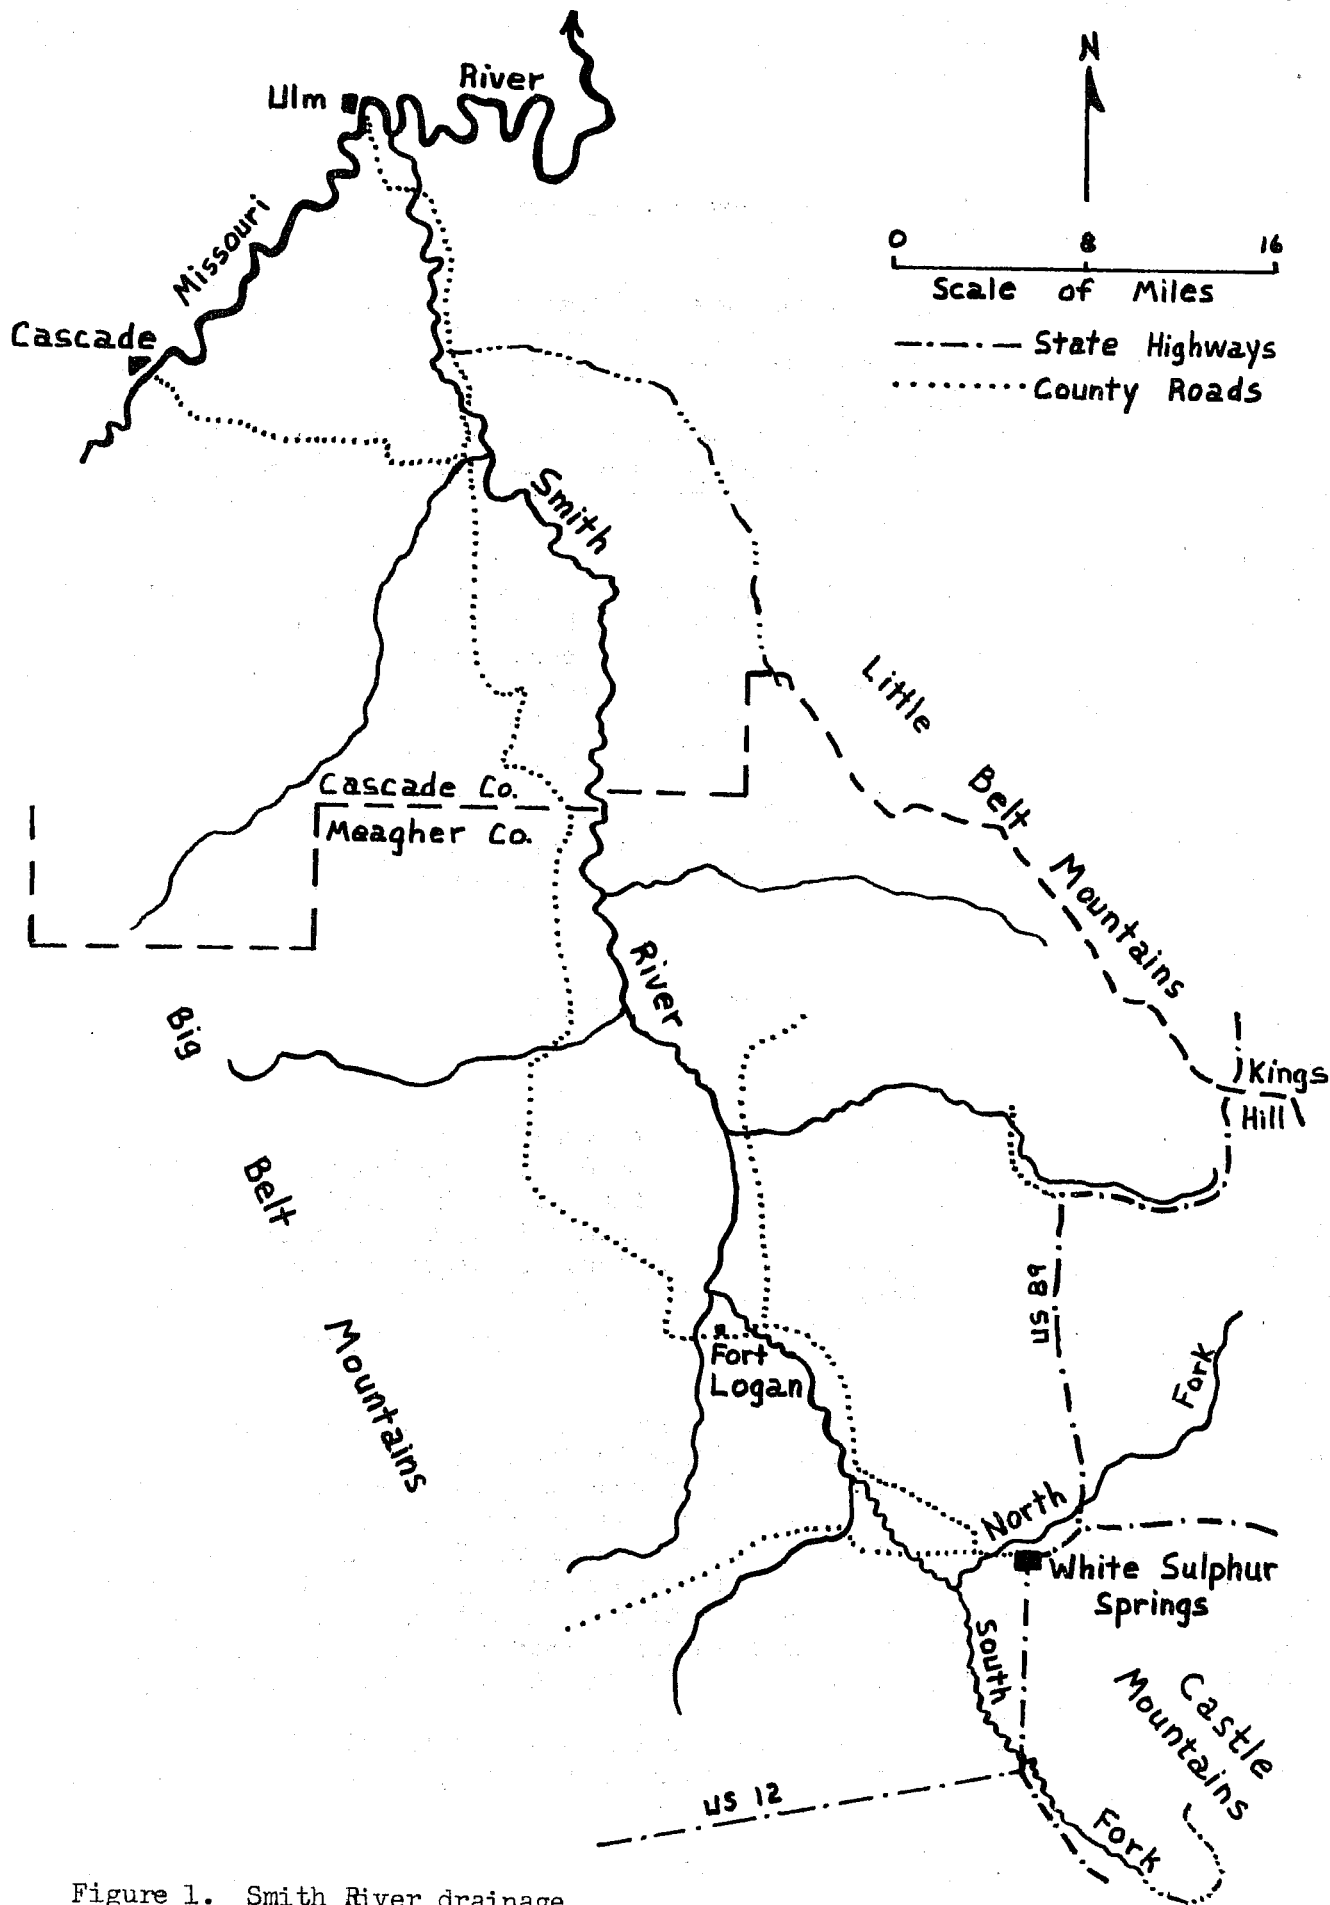 N
Ulm
River
0 8 16
Scale of Miles
Missouri
State Highways
Cascade
County Roads
Smith
Little
Belt
Mountains
Cascade Co.
Meagher Co.
River
Big
Belt
Mountains
Kings
Hill
US 89
Fort
Logan
North
Fork
White Sulphur
Springs
South
Fork
Castle
Mountains
US 12
Figure 1. Smith River drainage